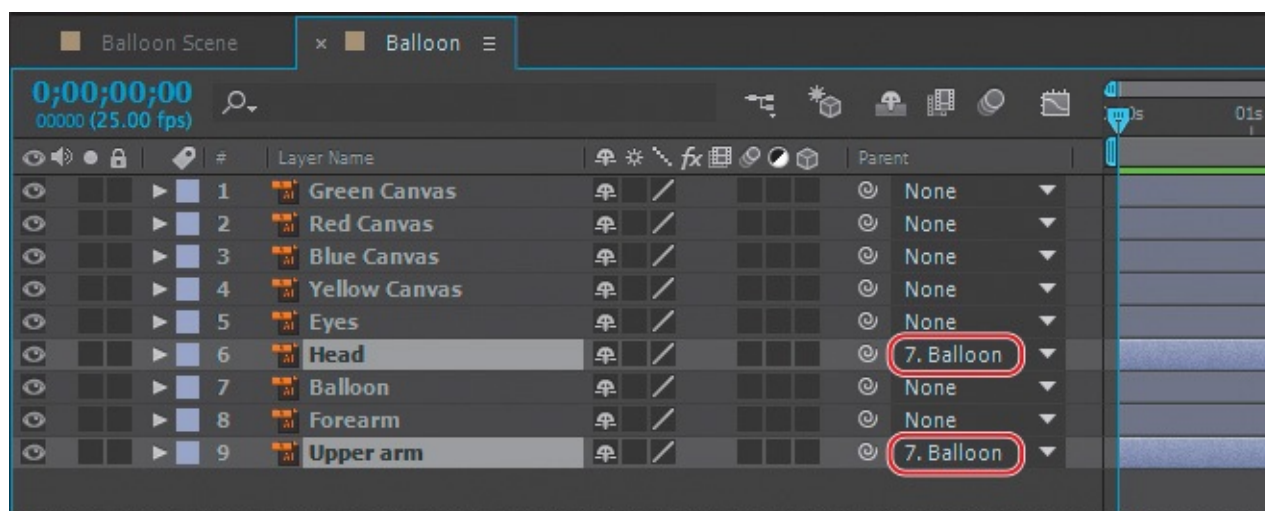 Balloon Scene × Balloon ≡
0;00;00;00
00000 (25.00 fps) 01s
# Layer Name fx Parent
1 Green Canvas None
2 Red Canvas None
3 Blue Canvas None
4 Yellow Canvas None
5 Eyes None
6 Head 7. Balloon
7 Balloon None
8 Forearm None
9 Upper arm 7. Balloon